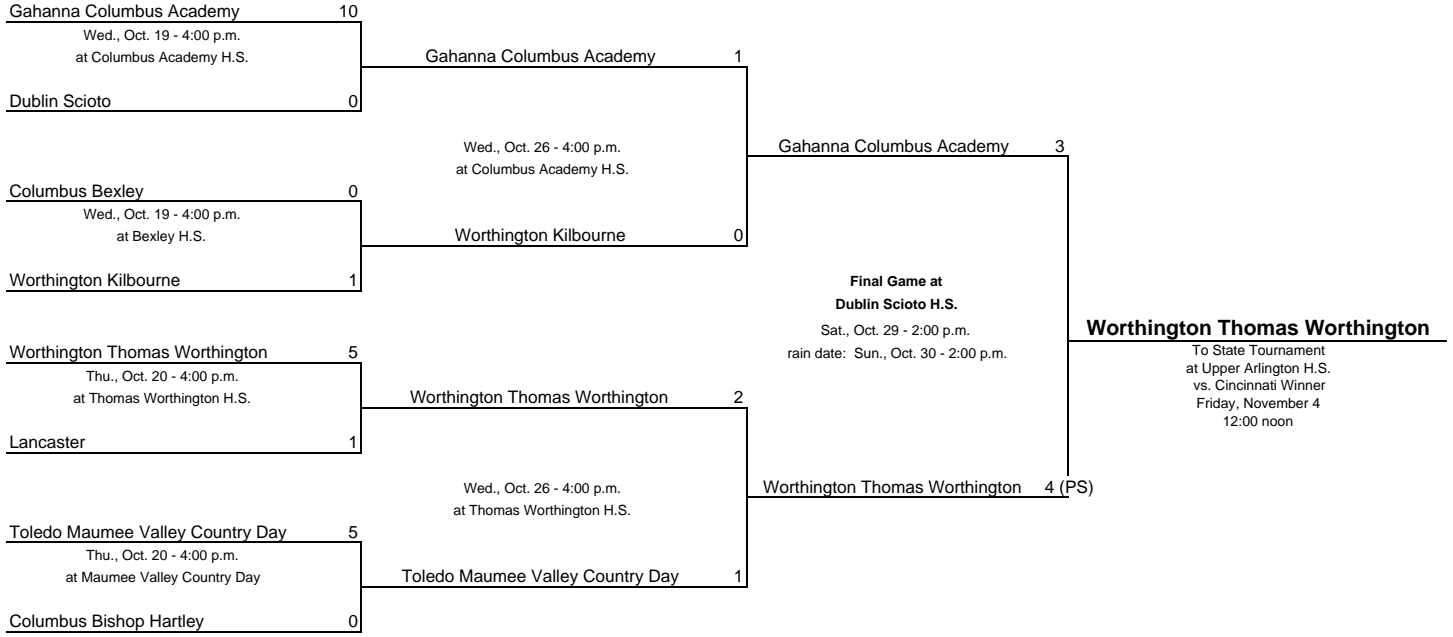 Gahanna Columbus Academy 10
Wed., Oct. 19 - 4:00 p.m.
at Columbus Academy H.S.
Dublin Scioto 0
Columbus Bexley 0
Wed., Oct. 19 - 4:00 p.m.
at Bexley H.S.
Worthington Kilbourne 1
Worthington Thomas Worthington 5
Thu., Oct. 20 - 4:00 p.m.
at Thomas Worthington H.S.
Lancaster 1
Toledo Maumee Valley Country Day 5
Thu., Oct. 20 - 4:00 p.m.
at Maumee Valley Country Day
Columbus Bishop Hartley 0
Gahanna Columbus Academy 1
Wed., Oct. 26 - 4:00 p.m.
at Columbus Academy H.S.
Worthington Kilbourne 0
Worthington Thomas Worthington 2
Wed., Oct. 26 - 4:00 p.m.
at Thomas Worthington H.S.
Toledo Maumee Valley Country Day 1
Gahanna Columbus Academy 3
Final Game at
Dublin Scioto H.S.
Sat., Oct. 29 - 2:00 p.m.
rain date: Sun., Oct. 30 - 2:00 p.m.
Worthington Thomas Worthington 4 (PS)
Worthington Thomas Worthington
To State Tournament
at Upper Arlington H.S.
vs. Cincinnati Winner
Friday, November 4
12:00 noon